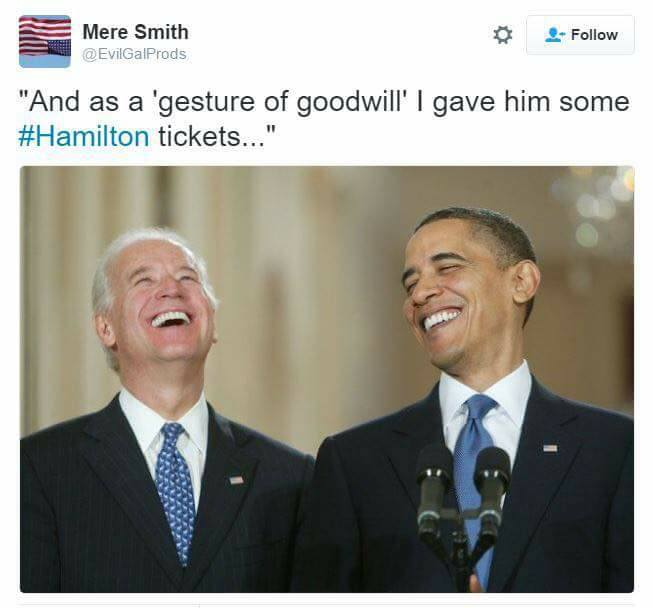 Mere Smith
@EvilGalProds
Follow
"And as a 'gesture of goodwill' I gave him some
#Hamilton tickets..."